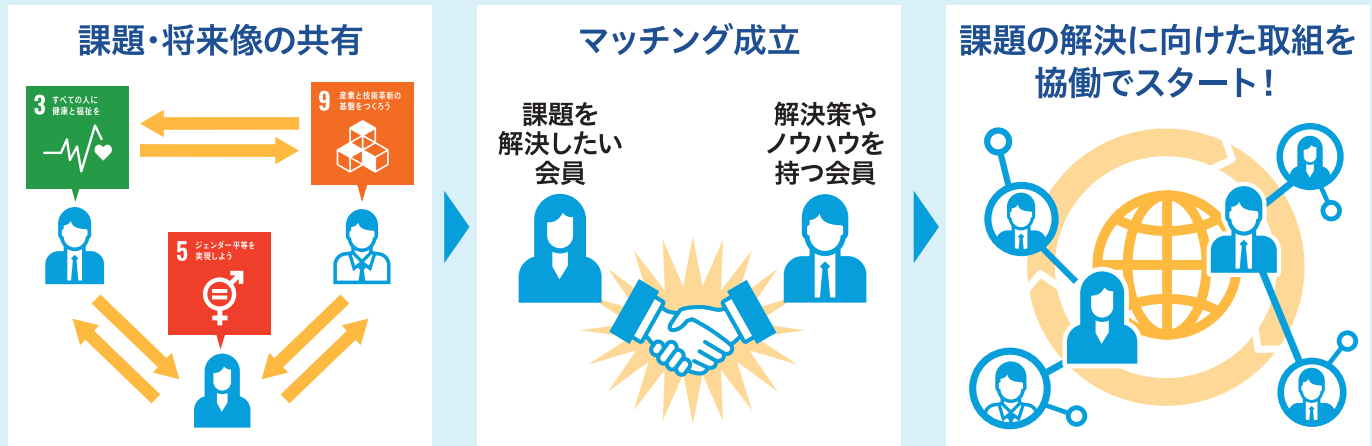 課題・将来像の共有
3 すべての人に
健康と福祉を
9 産業と技術革新の
基盤をつくろう
5 ジェンダー平等を
実現しよう
マッチング成立
課題を
解決したい
会員
解決策や
ノウハウを
持つ会員
課題の解決に向けた取組を
協働でスタート！